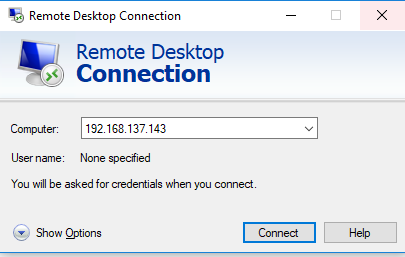 Remote Desktop Connection
Remote Desktop
Connection
Computer: 192.168.137.143
User name: None specified
You will be asked for credentials when you connect.
Show Options Connect Help